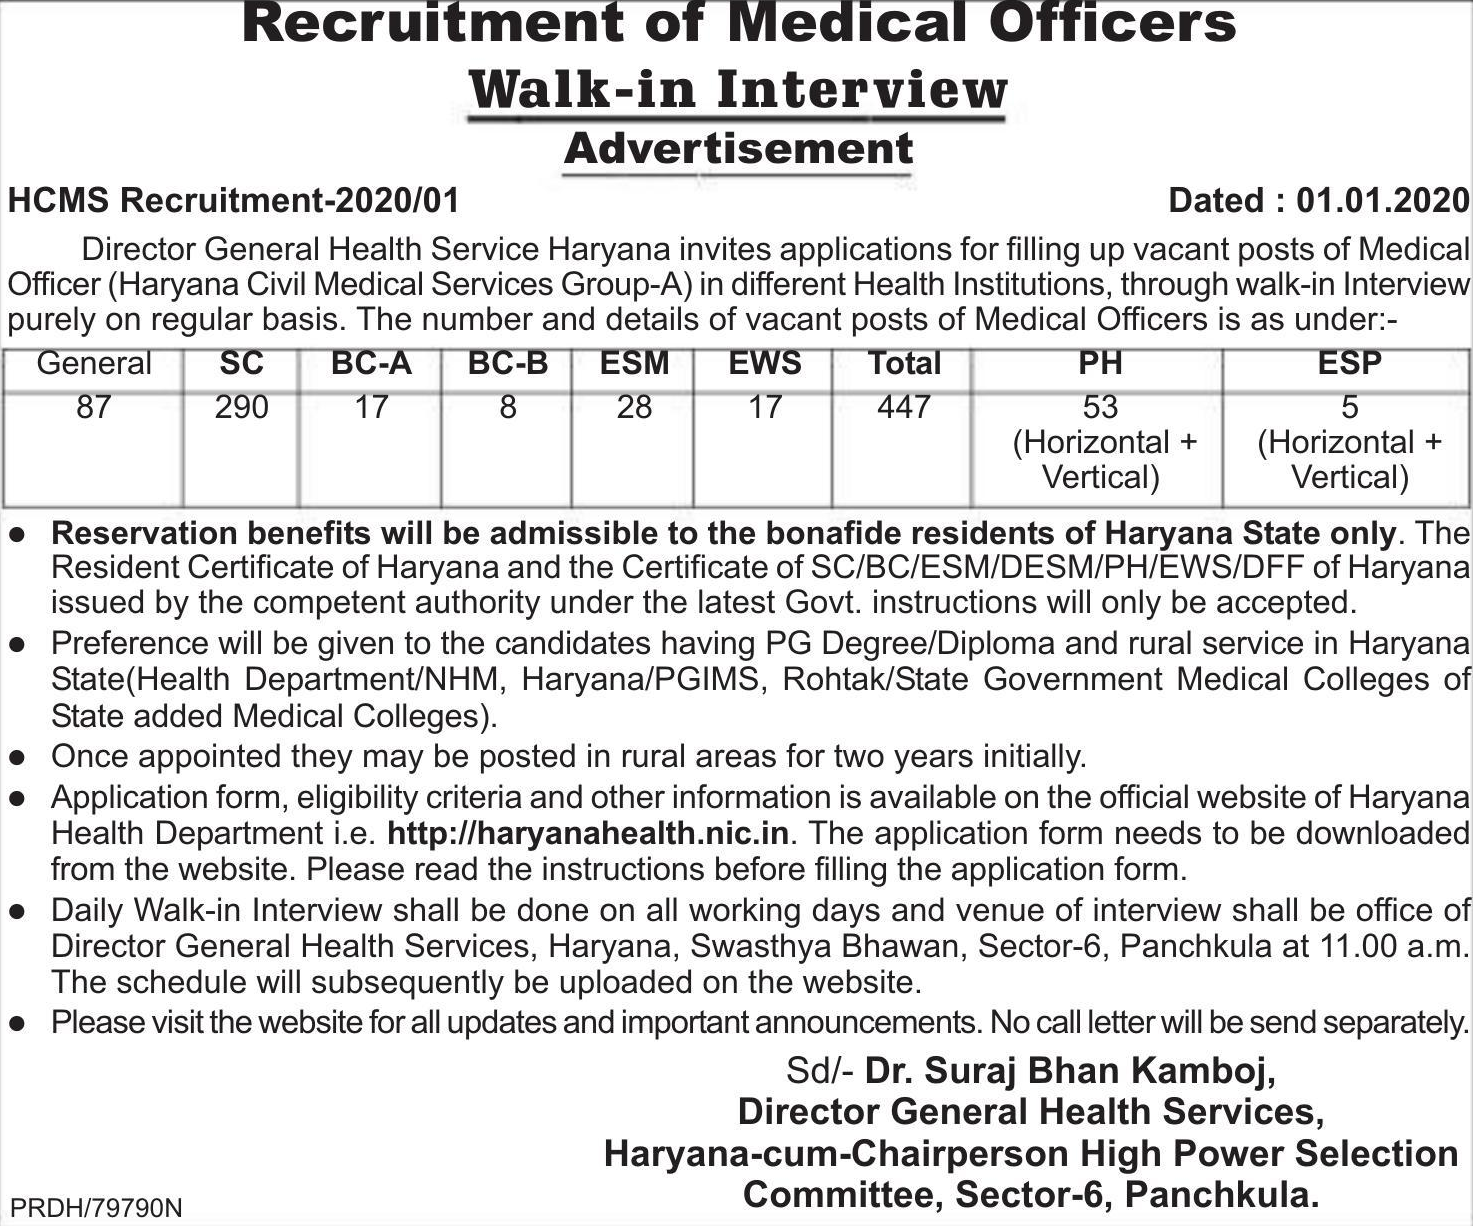 Recruitment of Medical Officers
Walk-in Interview
Advertisement
HCMS Recruitment-2020/01 Dated : 01.01.2020
Director General Health Service Haryana invites applications for filling up vacant posts of Medical
Officer (Haryana Civil Medical Services Group-A) in different Health Institutions, through walk-in Interview
purely on regular basis. The number and details of vacant posts of Medical Officers is as under:-
General SC BC-A BC-B ESM EWS Total PH ESP
87 290 17 8 28 17 447 53 5
(Horizontal + (Horizontal +
Vertical) Vertical)
● Reservation benefits will be admissible to the bonafide residents of Haryana State only. The
Resident Certificate of Haryana and the Certificate of SC/BC/ESM/DESM/PH/EWS/DFF of Haryana
issued by the competent authority under the latest Govt. instructions will only be accepted.
● Preference will be given to the candidates having PG Degree/Diploma and rural service in Haryana
State(Health Department/NHM, Haryana/PGIMS, Rohtak/State Government Medical Colleges of
State added Medical Colleges).
● Once appointed they may be posted in rural areas for two years initially.
● Application form, eligibility criteria and other information is available on the official website of Haryana
Health Department i.e. http://haryanahealth.nic.in. The application form needs to be downloaded
from the website. Please read the instructions before filling the application form.
● Daily Walk-in Interview shall be done on all working days and venue of interview shall be office of
Director General Health Services, Haryana, Swasthya Bhawan, Sector-6, Panchkula at 11.00 a.m.
The schedule will subsequently be uploaded on the website.
● Please visit the website for all updates and important announcements. No call letter will be send separately.
Sd/- Dr. Suraj Bhan Kamboj,
Director General Health Services,
Haryana-cum-Chairperson High Power Selection
Committee, Sector-6, Panchkula.
PRDH/79790N